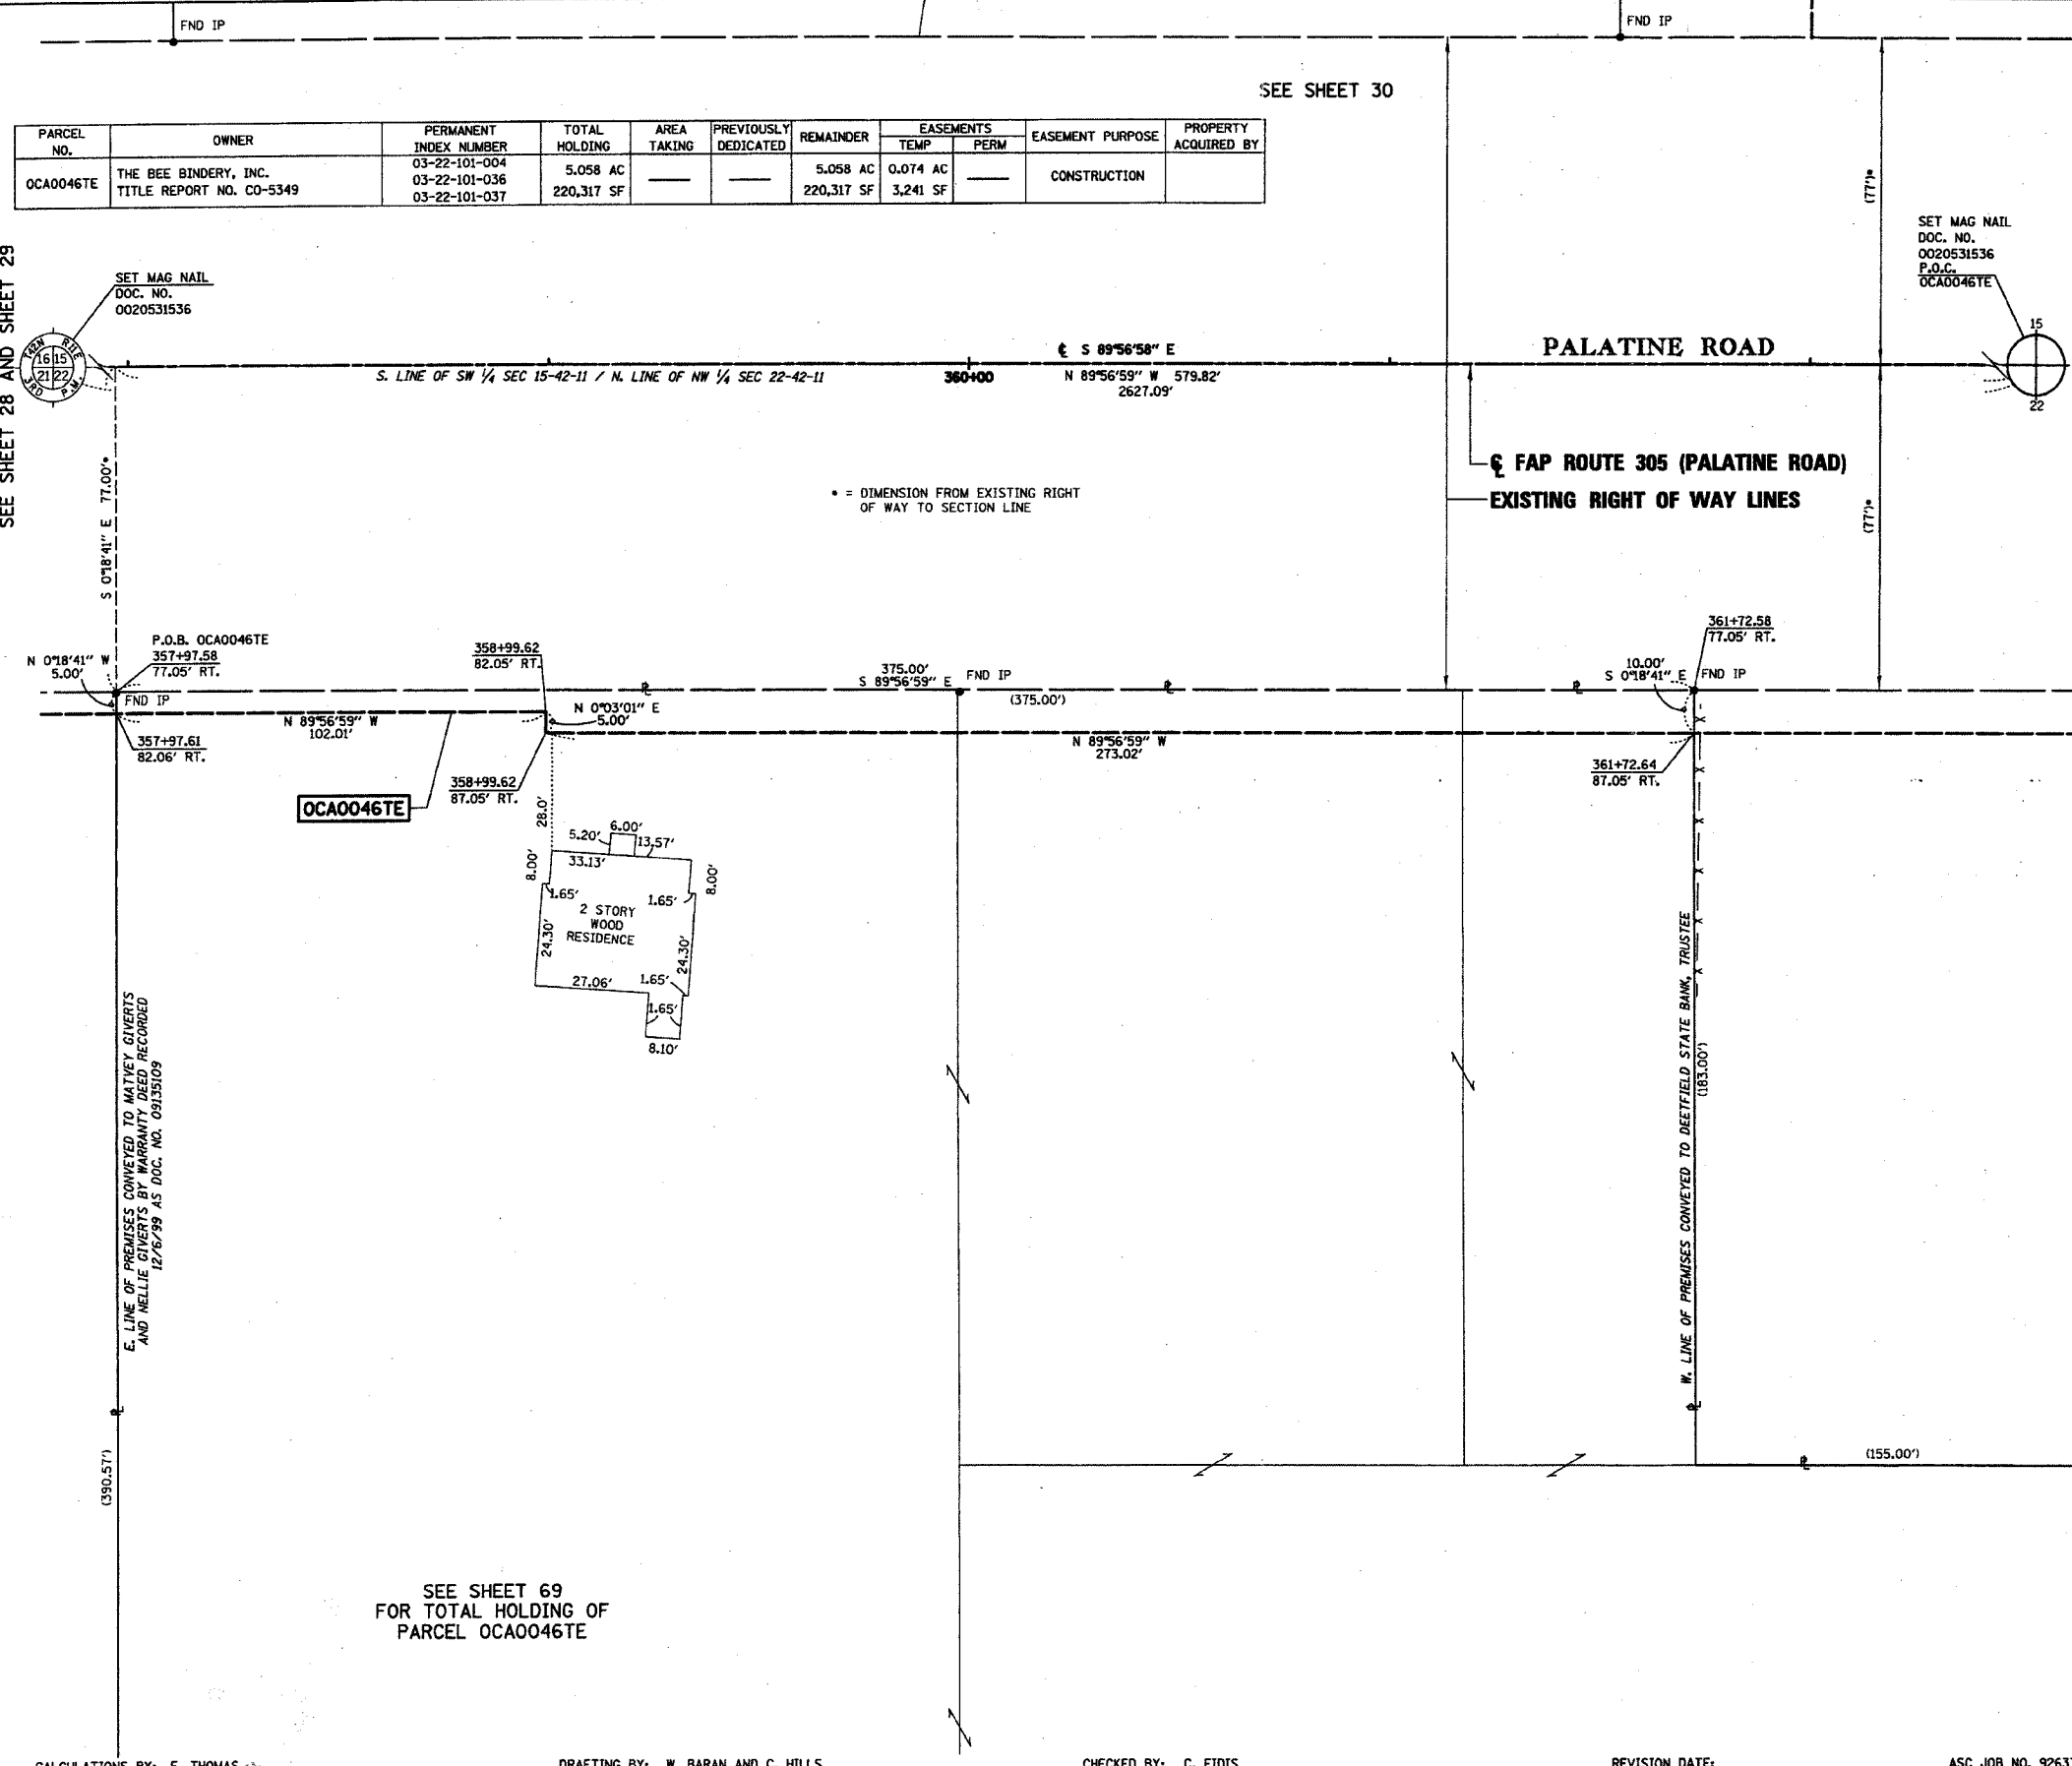 FND IP
FND IP
SEE SHEET 30
PARCEL NO.
OWNER
PERMANENT INDEX NUMBER
TOTAL HOLDING
AREA TAKING
PREVIOUSLY DEDICATED
REMAINDER
EASEMENTS
TEMP
PERM
EASEMENT PURPOSE
PROPERTY ACQUIRED BY
OCA0046TE
THE BEE BINDERY, INC.
TITLE REPORT NO. CO-5349
03-22-101-004
03-22-101-036
03-22-101-037
5.058 AC
220,317 SF
5.058 AC
220,317 SF
0.074 AC
3,241 SF
CONSTRUCTION
(77')*
SEE SHEET 28 AND SHEET 29
SET MAG NAIL
DOC. NO.
0020531536
SET MAG NAIL
DOC. NO.
0020531536
P.O.C.
OCA0046TE
T42N R11E
16 15
21 22
3RD P.M.
℄ S 89°56'58" E
PALATINE ROAD
15
22
S. LINE OF SW 1/4 SEC 15-42-11 / N. LINE OF NW 1/4 SEC 22-42-11
360+00
N 89°56'59" W 579.82'
2627.09'
℄ FAP ROUTE 305 (PALATINE ROAD)
EXISTING RIGHT OF WAY LINES
* = DIMENSION FROM EXISTING RIGHT
OF WAY TO SECTION LINE
(77')*
S 0°18'41" E 77.00'*
P.O.B. OCA0046TE
357+97.58
77.05' RT.
N 0°18'41" W
5.00'
FND IP
358+99.62
82.05' RT.
375.00'
S 89°56'59" E
FND IP
(375.00')
361+72.58
77.05' RT.
10.00'
S 0°18'41" E
FND IP
N 89°56'59" W
102.01'
N 0°03'01" E
5.00'
357+97.61
82.06' RT.
N 89°56'59" W
273.02'
361+72.64
87.05' RT.
358+99.62
87.05' RT.
OCA0046TE
28.0'
5.20'
6.00'
13.57'
33.13'
8.00'
8.00'
1.65'
1.65'
2 STORY
WOOD
RESIDENCE
24.30'
24.30'
27.06'
1.65'
1.65'
8.10'
E. LINE OF PREMISES CONVEYED TO MATVEY GIVERTS
AND NELLIE GIVERTS BY WARRANTY DEED RECORDED
12/6/99 AS DOC. NO. 09135109
W. LINE OF PREMISES CONVEYED TO DEETFIELD STATE BANK, TRUSTEE
(183.00')
(390.57')
(155.00')
SEE SHEET 69
FOR TOTAL HOLDING OF
PARCEL OCA0046TE
CALCULATIONS BY: E. THOMAS
DRAFTING BY: W. BARAN AND C. HILLS
CHECKED BY: C. EIDIS
REVISION DATE:
ASC JOB NO.